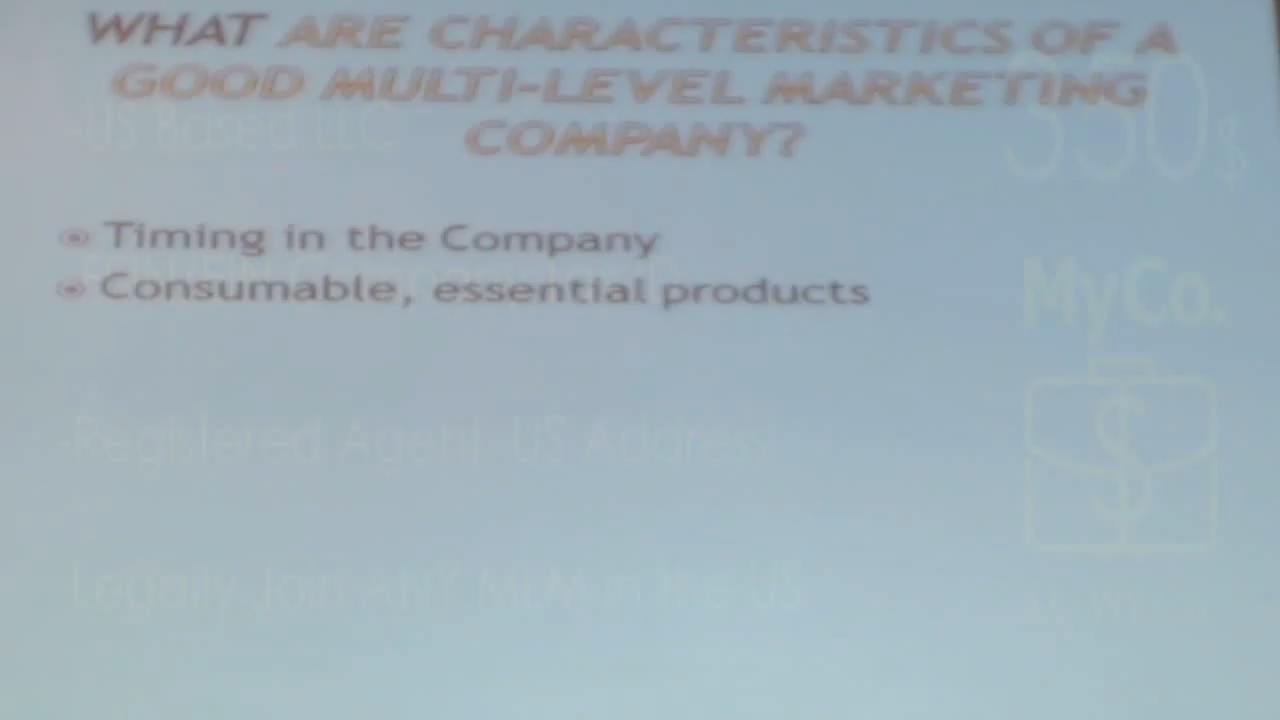 WHAT ARE CHARACTERISTICS OF A
GOOD MULTI-LEVEL MARKETING
COMPANY?
350$
-US Based LLC
Timing in the Company
Consumable, essential products
MyCo.
-Registered Agent US Address
Legally Join ANY MLM in the US